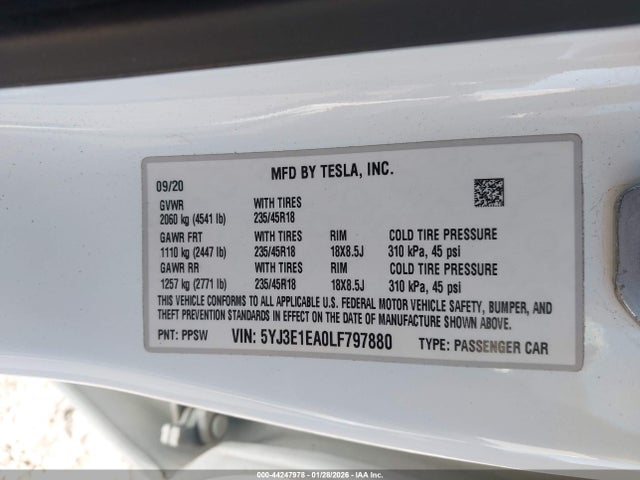 MFD BY TESLA, INC.
09/20
GVWR WITH TIRES
2060 kg (4541 lb) 235/45R18
GAWR FRT WITH TIRES RIM COLD TIRE PRESSURE
1110 kg (2447 lb) 235/45R18 18X8.5J 310 kPa, 45 psi
GAWR RR WITH TIRES RIM COLD TIRE PRESSURE
1257 kg (2771 lb) 235/45R18 18X8.5J 310 kPa, 45 psi
THIS VEHICLE CONFORMS TO ALL APPLICABLE U.S. FEDERAL MOTOR VEHICLE SAFETY, BUMPER, AND
THEFT PREVENTION STANDARDS IN EFFECT ON THE DATE OF MANUFACTURE SHOWN ABOVE.
PNT: PPSW VIN: 5YJ3E1EA0LF797880 TYPE: PASSENGER CAR
000-44247978 - 01/28/2026 - IAA Inc.